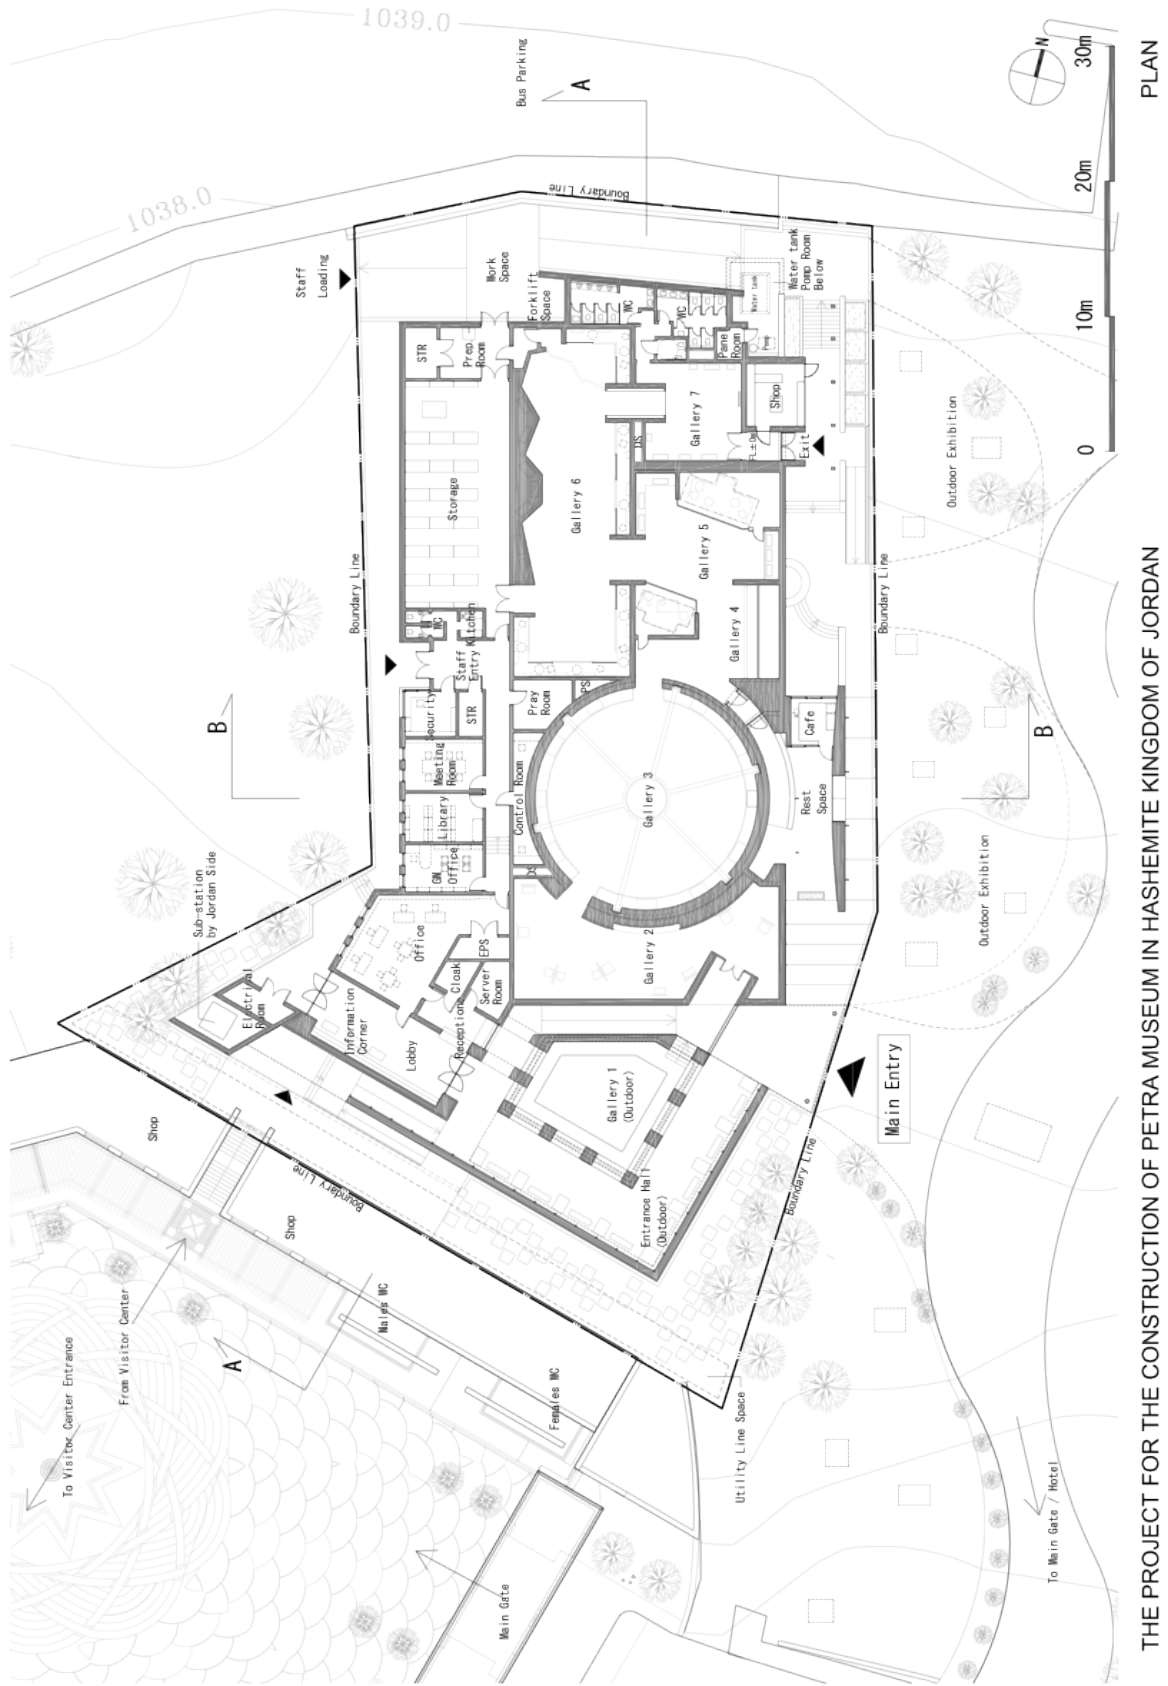 THE PROJECT FOR THE CONSTRUCTION OF PETRA MUSEUM IN HASHEMITE KINGDOM OF JORDAN
PLAN
1039.0
1038.0
Bus Parking
A
N
0
10m
20m
30m
Boundary Line
Staff
Loading
Work
Space
Forklift
Space
Water tank
Pomp Room
Below
Water tank
Pomp
WC
WC
Pane
Room
STR
Prep.
Room
Storage
Gallery 7
Shop
DS
Exit
Gallery 6
Gallery 5
Gallery 4
Outdoor Exhibition
Boundary Line
Boundary Line
WC
Kitchen
Staff
Entry
Security
STR
Pray
Room
PS
B
B
Cafe
Meeting
Room
Library
GM
Office
Control Room
DS
Gallery 3
Rest
Space
Outdoor Exhibition
Sub-station
by Jordan Side
Office
EPS
Cloak
Server
Room
Gallery 2
Electrical
Room
Information
Corner
Lobby
Reception
Gallery 1
(Outdoor)
Main Entry
Entrance Hall
(Outdoor)
Boundary Line
Boundary Line
Shop
Shop
Males WC
Females WC
A
From Visitor Center
To Visitor Center Entrance
Utility Line Space
Main Gate
To Main Gate / Hotel